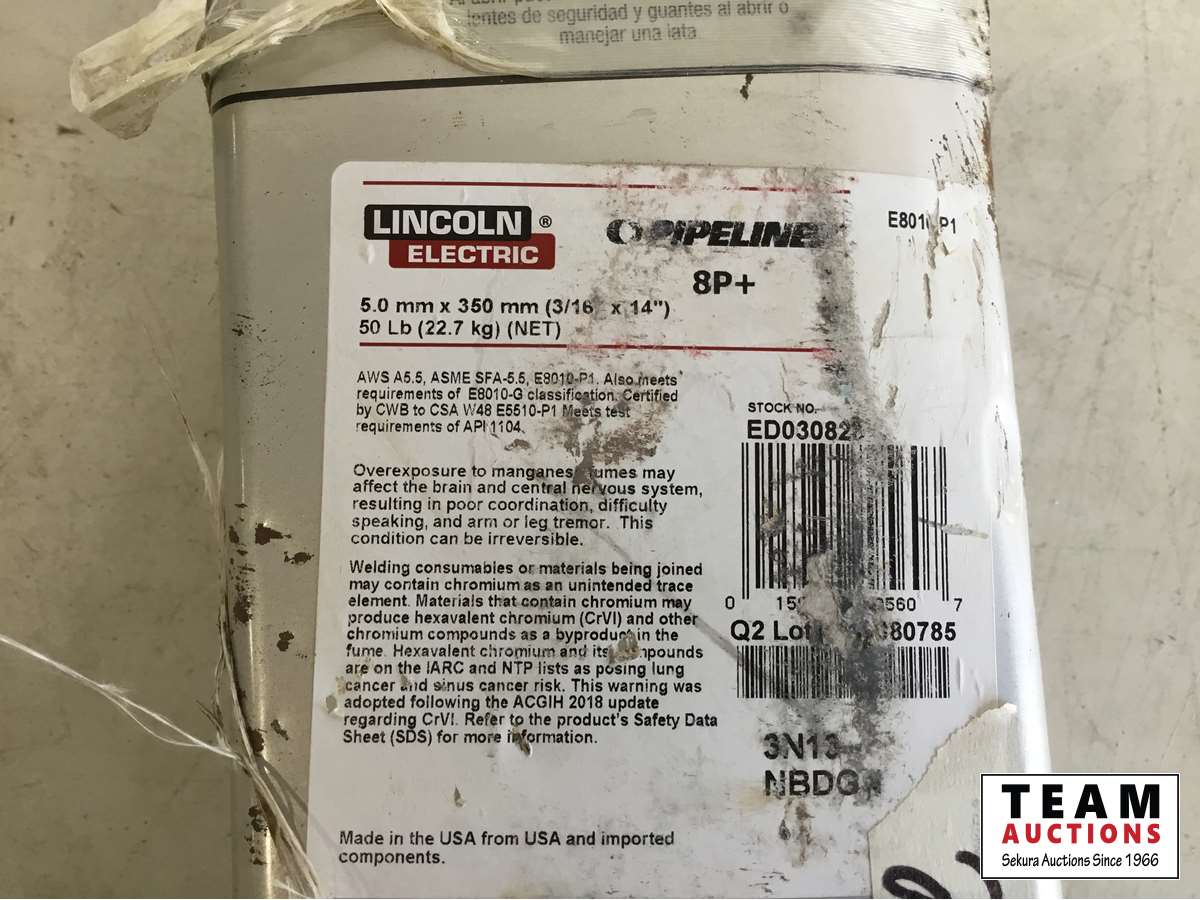 lentes de seguridad y guantes al abrir o
manejar una lata
LINCOLN ®
ELECTRIC
PIPELINE
8P+
5.0 mm x 350 mm (3/16 x 14")
50 Lb (22.7 kg) (NET)
AWS A5.5, ASME SFA-5.5, E8010-P1. Also meets
requirements of E8010-G classification. Certified
by CWB to CSA W48 E5510-P1 Meets test
requirements of API 1104.
Overexposure to manganese fumes may
affect the brain and central nervous system,
resulting in poor coordination, difficulty
speaking, and arm or leg tremor. This
condition can be irreversible.
Welding consumables or materials being joined
may contain chromium as an unintended trace
element. Materials that contain chromium may
produce hexavalent chromium (CrVI) and other
chromium compounds as a byproduct in the
fume. Hexavalent chromium and its compounds
are on the IARC and NTP lists as posing lung
cancer and sinus cancer risk. This warning was
adopted following the ACGIH 2018 update
regarding CrVI. Refer to the product's Safety Data
Sheet (SDS) for more information.
Made in the USA from USA and imported
components.
E8010-P1
STOCK NO.
0 7
Q2 Lot
TEAM
AUCTIONS
Sekura Auctions Since 1966